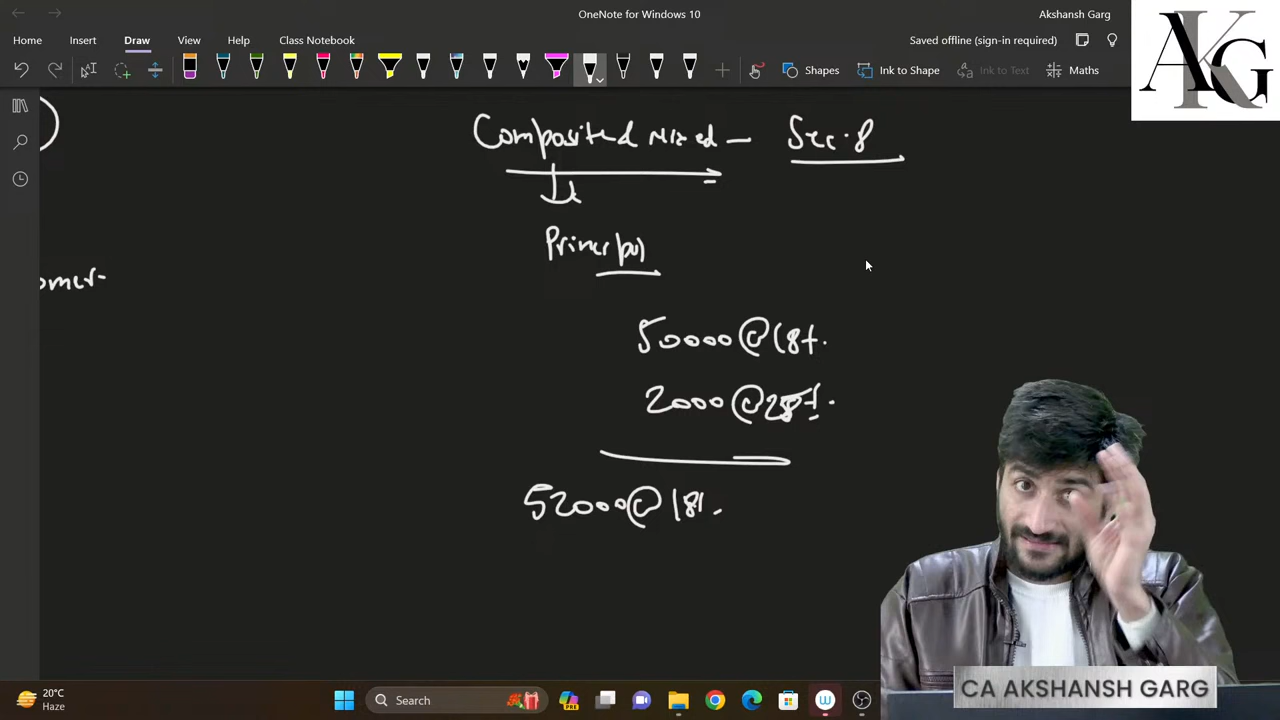 OneNote for Windows 10
Akshansh Garg
Home Insert Draw View Help Class Notebook
Saved offline (sign-in required)
Shapes Ink to Shape Ink to Text Maths
AKG
Composite & Mixed - Sec. 8
Principal
omer-
50000@18%.
2000@28%.
52000@18%.
CA AKSHANSH GARG
20°C
Haze
Search